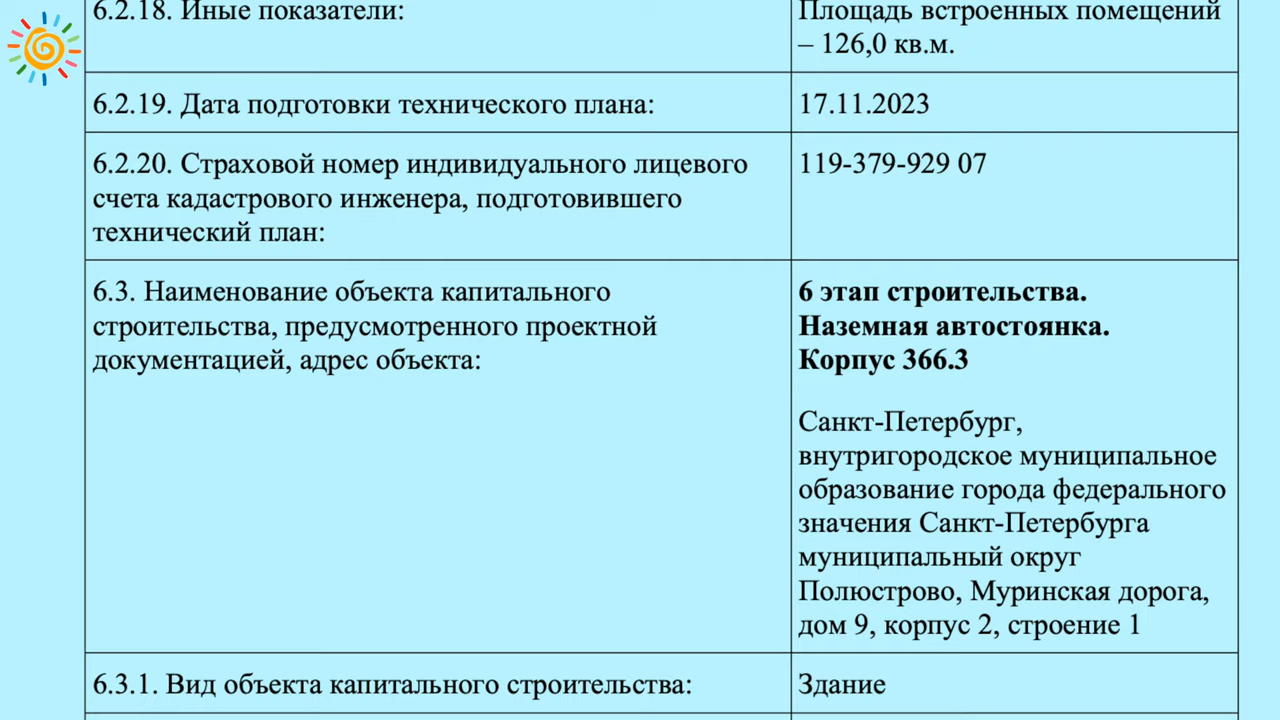 6.2.18. Иные показатели:
Площадь встроенных помещений
– 126,0 кв.м.
6.2.19. Дата подготовки технического плана:
17.11.2023
6.2.20. Страховой номер индивидуального лицевого
счета кадастрового инженера, подготовившего
технический план:
119-379-929 07
6.3. Наименование объекта капитального
строительства, предусмотренного проектной
документацией, адрес объекта:
6 этап строительства.
Наземная автостоянка.
Корпус 366.3
Санкт-Петербург,
внутригородское муниципальное
образование города федерального
значения Санкт-Петербурга
муниципальный округ
Полюстрово, Муринская дорога,
дом 9, корпус 2, строение 1
6.3.1. Вид объекта капитального строительства:
Здание